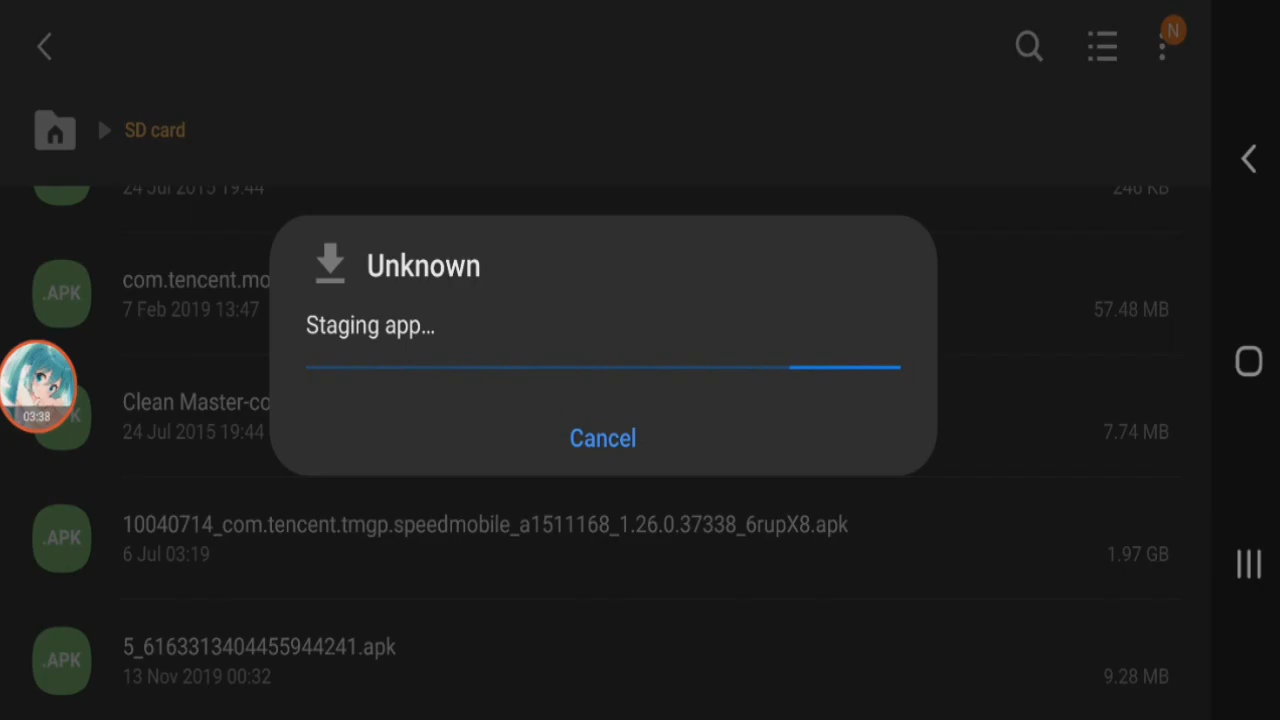 N
SD card
24 Jul 2015 19:44
246 KB
.APK
com.tencent.mo
7 Feb 2019 13:47
57.48 MB
Unknown
Staging app...
Cancel
03:38
Clean Master-co
24 Jul 2015 19:44
7.74 MB
.APK
10040714_com.tencent.tmgp.speedmobile_a1511168_1.26.0.37338_6rupX8.apk
6 Jul 03:19
1.97 GB
.APK
5_6163313404455944241.apk
13 Nov 2019 00:32
9.28 MB